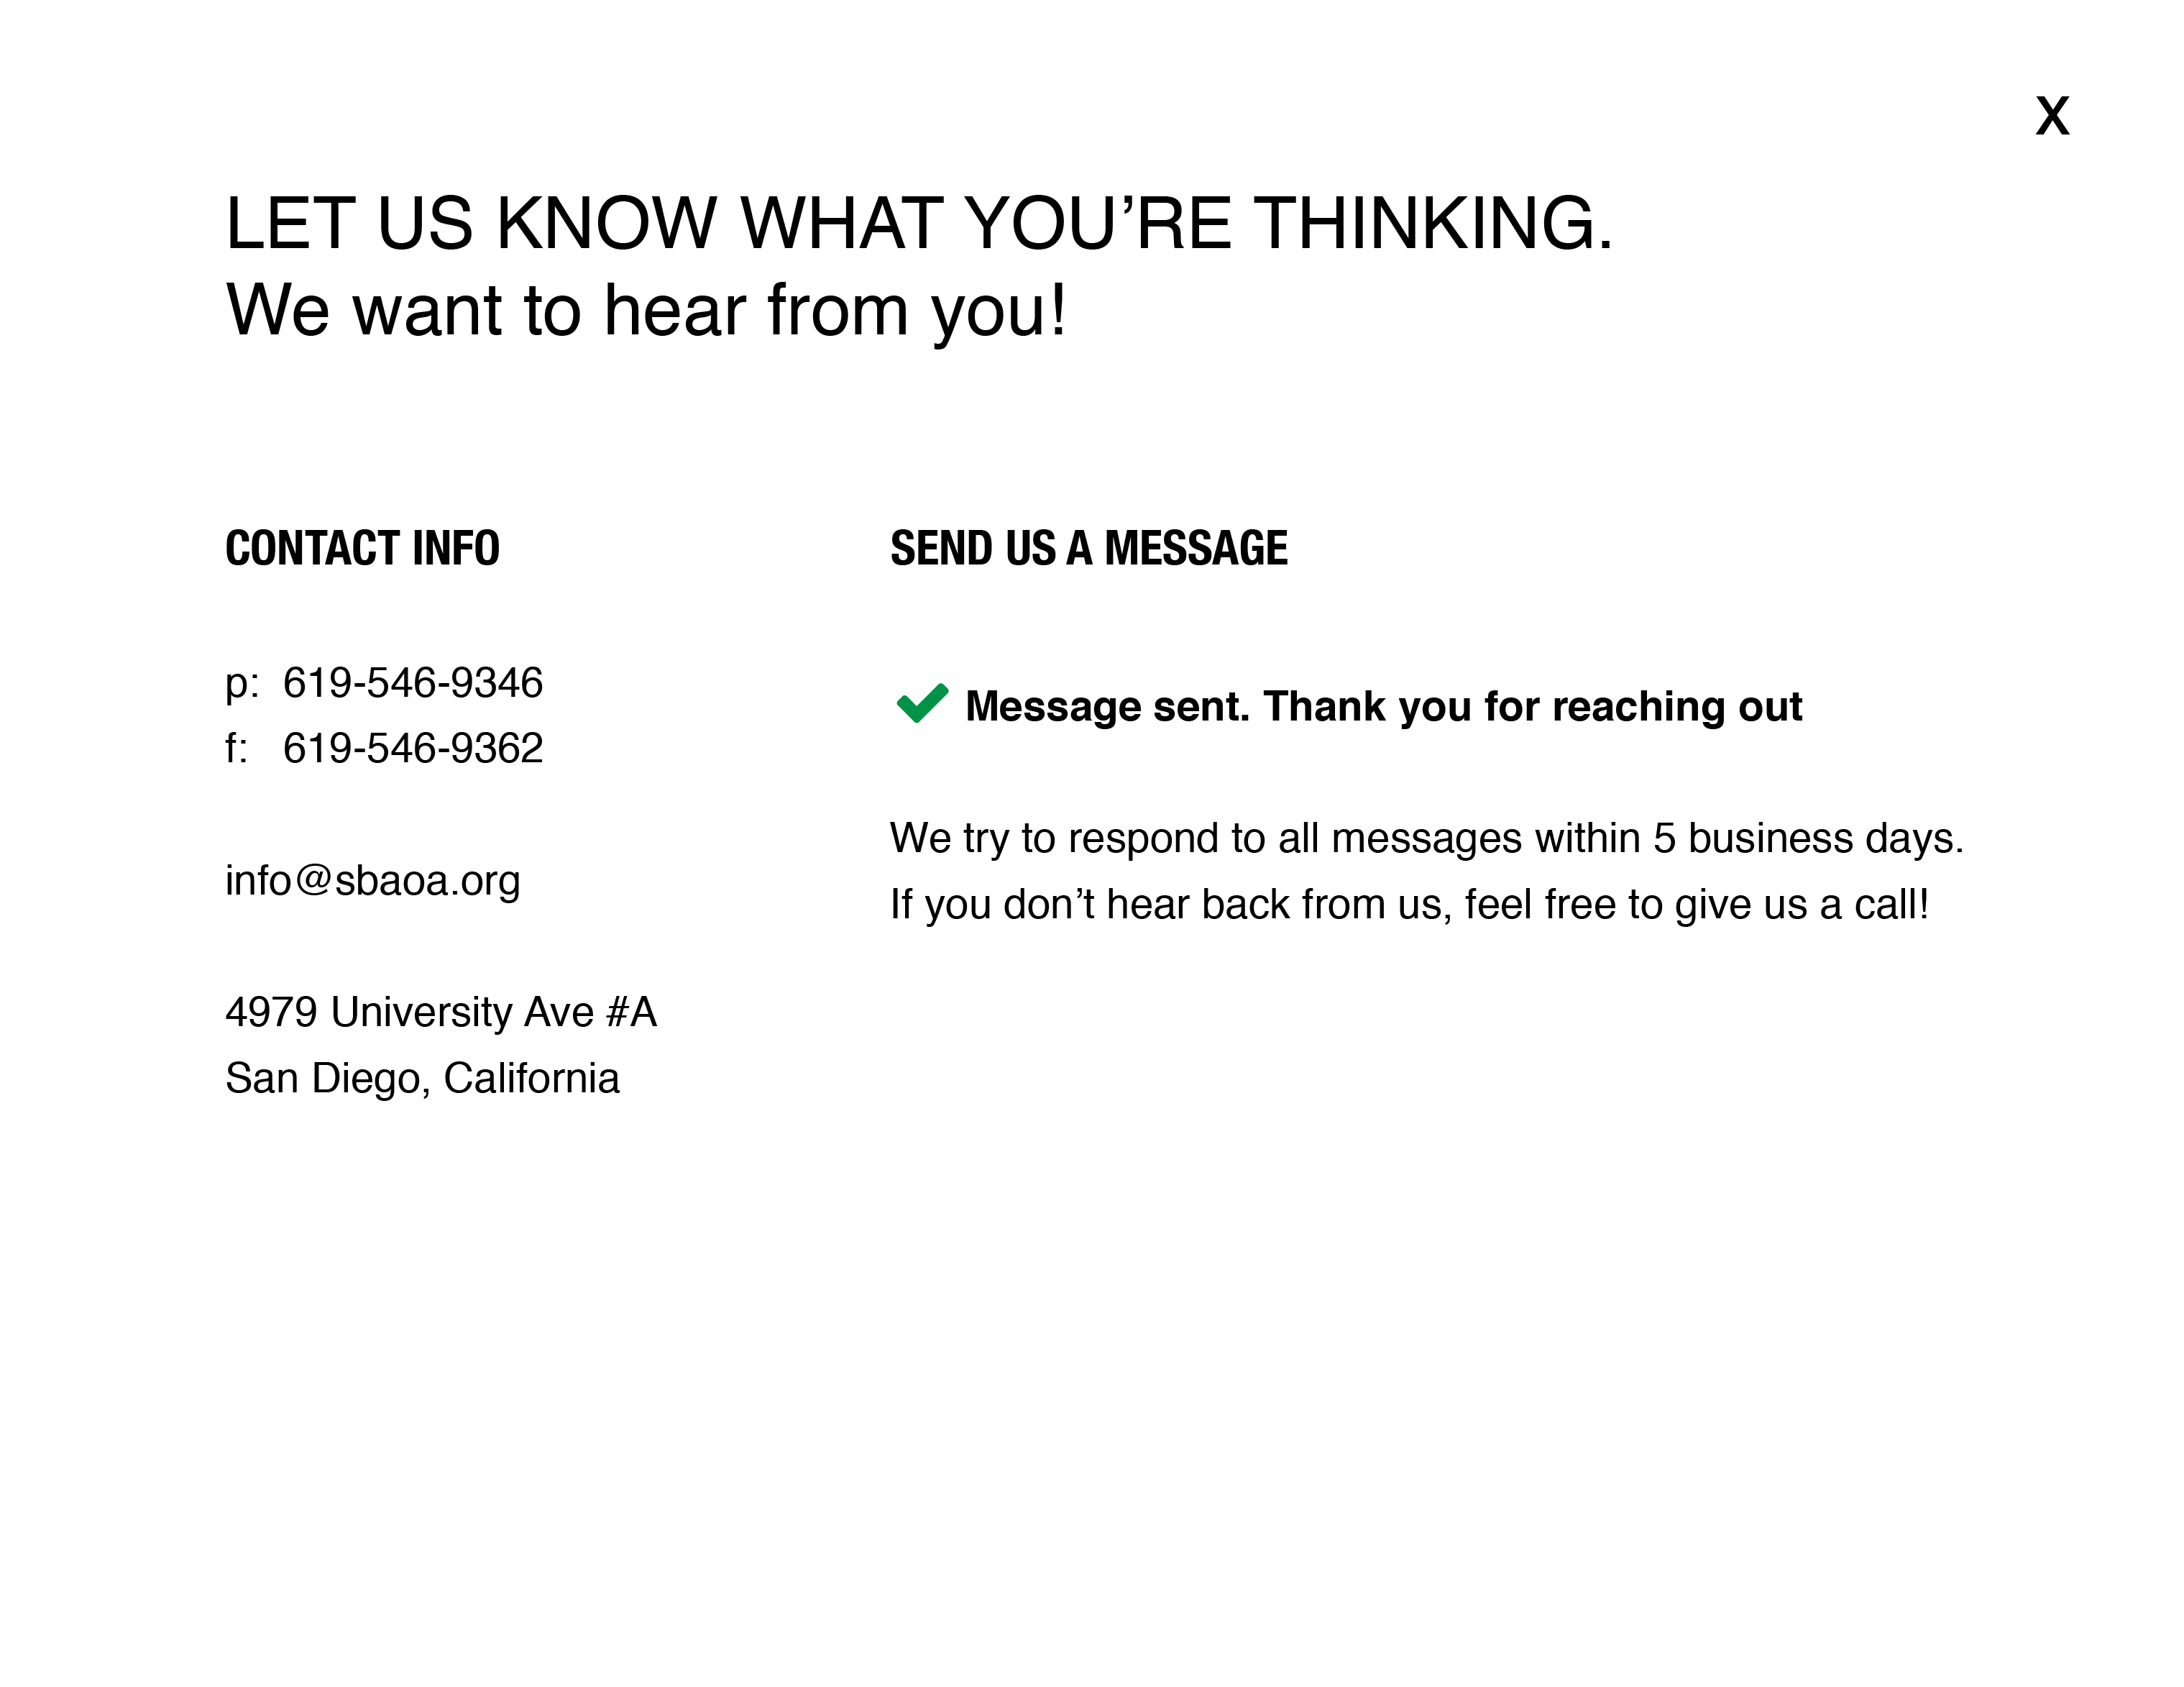 X
LET US KNOW WHAT YOU’RE THINKING.
We want to hear from you!
CONTACT INFO
p: 619-546-9346
f: 619-546-9362
info@sbaoa.org
4979 University Ave #A
San Diego, California
SEND US A MESSAGE
Message sent. Thank you for reaching out
We try to respond to all messages within 5 business days.
If you don’t hear back from us, feel free to give us a call!